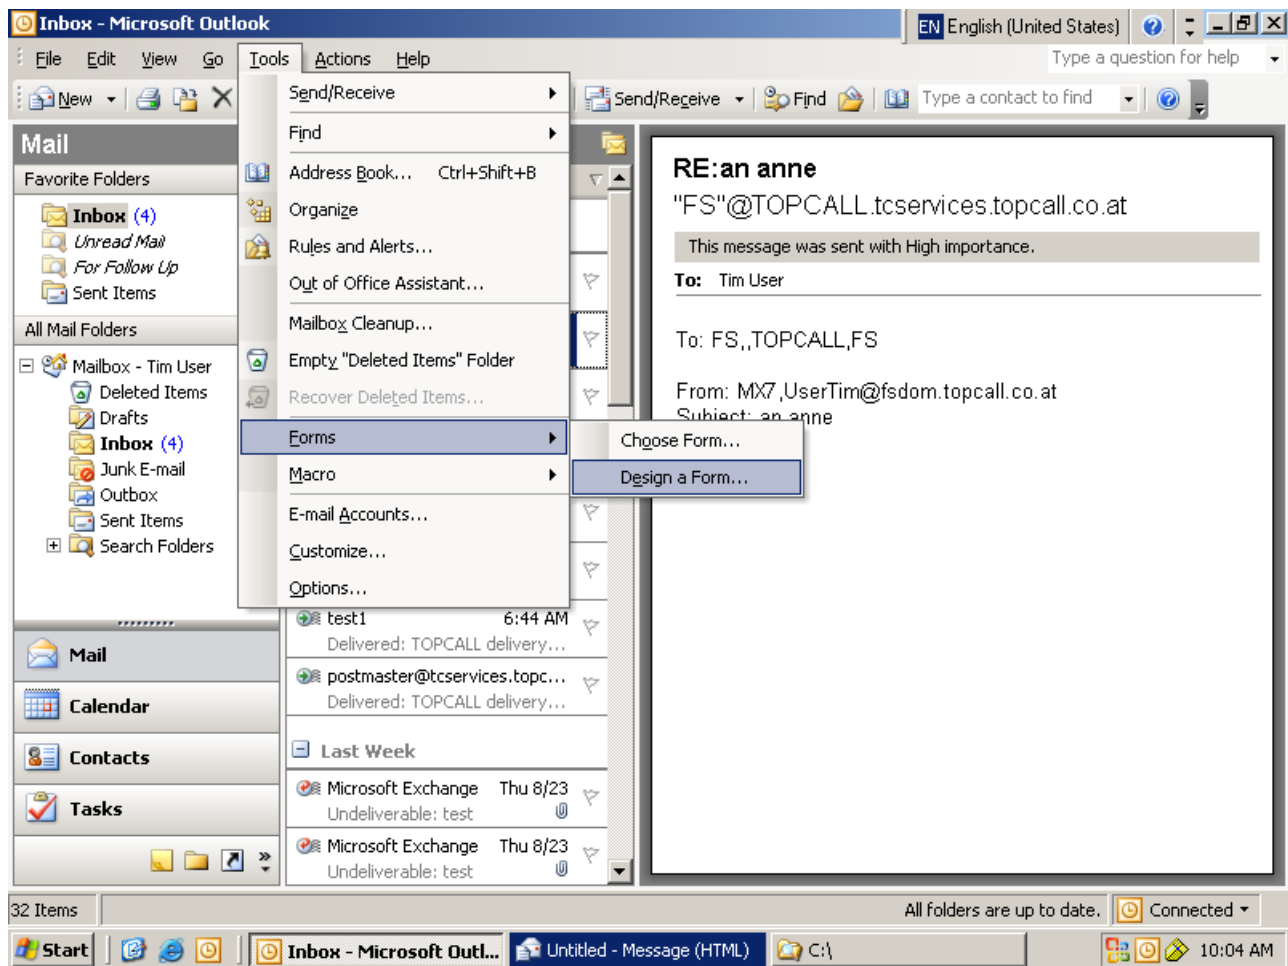 Inbox - Microsoft Outlook
EN English (United States)
File Edit View Go Tools Actions Help
Type a question for help
New
Send/Receive Find Type a contact to find
Mail
Favorite Folders
Inbox (4)
Unread Mail
For Follow Up
Sent Items
All Mail Folders
Mailbox - Tim User
Deleted Items
Drafts
Inbox (4)
Junk E-mail
Outbox
Sent Items
Search Folders
Mail
Calendar
Contacts
Tasks
Send/Receive
Find
Address Book... Ctrl+Shift+B
Organize
Rules and Alerts...
Out of Office Assistant...
Mailbox Cleanup...
Empty "Deleted Items" Folder
Recover Deleted Items...
Forms
Macro
E-mail Accounts...
Customize...
Options...
Choose Form...
Design a Form...
test1 6:44 AM
Delivered: TOPCALL delivery...
postmaster@tcservices.topc...
Delivered: TOPCALL delivery...
Last Week
Microsoft Exchange Thu 8/23
Undeliverable: test
Microsoft Exchange Thu 8/23
Undeliverable: test
RE:an anne
"FS"@TOPCALL.tcservices.topcall.co.at
This message was sent with High importance.
To: Tim User
To: FS,,TOPCALL,FS
From: MX7,UserTim@fsdom.topcall.co.at
Subject: an anne
32 Items
All folders are up to date. Connected
Start Inbox - Microsoft Outl... Untitled - Message (HTML) C:\ 10:04 AM